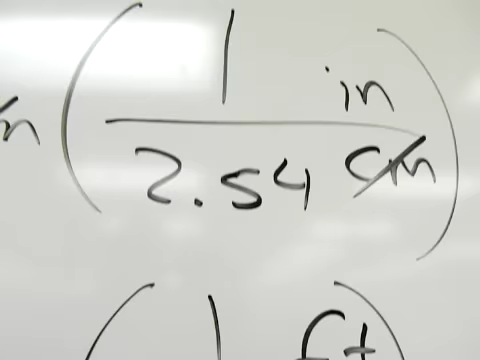 ( 1 in
2.54 cm )
( 1 ft )